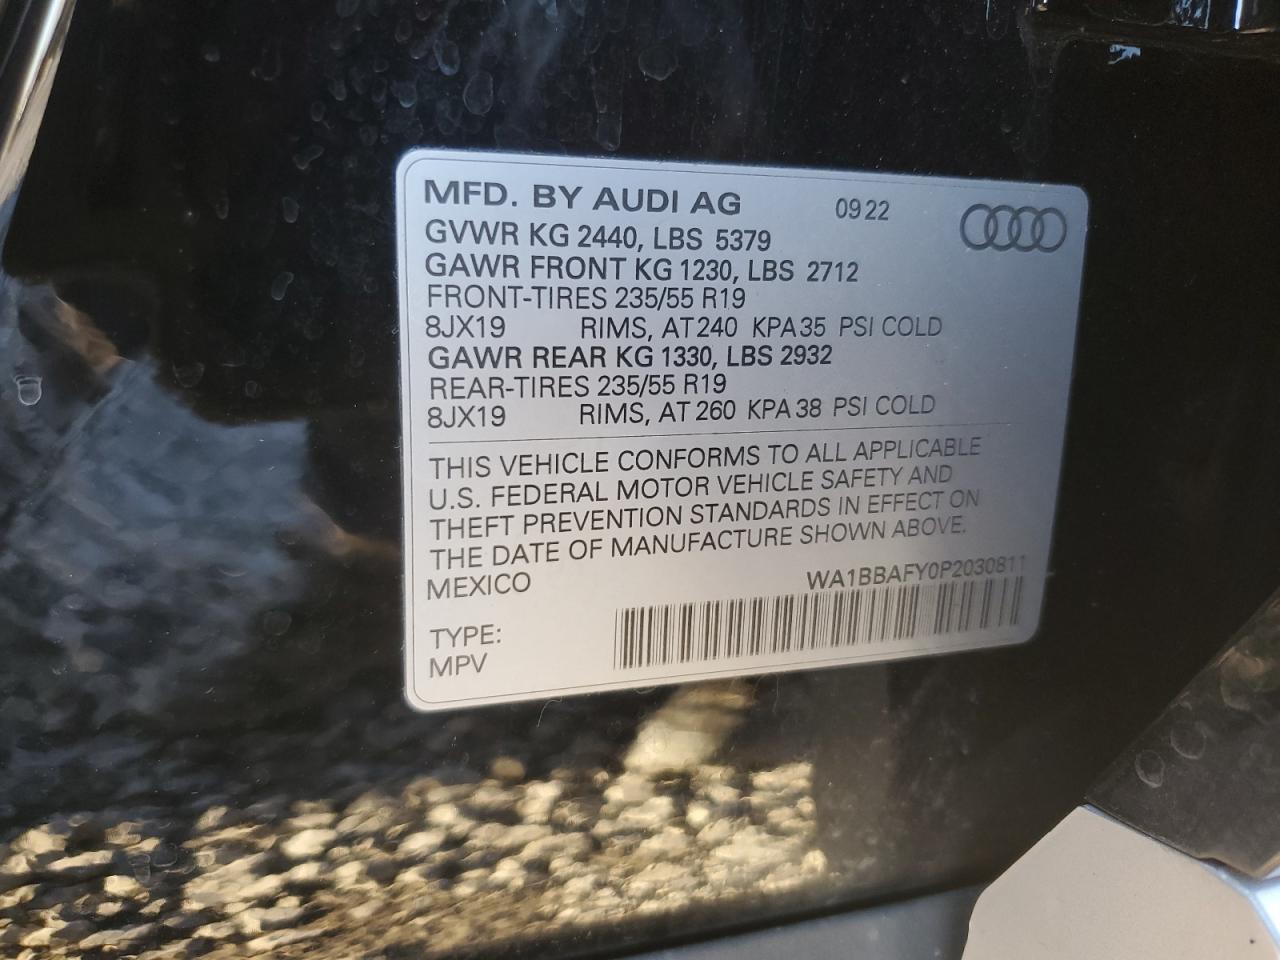 MFD. BY AUDI AG 09 22
GVWR KG 2440, LBS 5379
GAWR FRONT KG 1230, LBS 2712
FRONT-TIRES 235/55 R19
8JX19 RIMS, AT 240 KPA 35 PSI COLD
GAWR REAR KG 1330, LBS 2932
REAR-TIRES 235/55 R19
8JX19 RIMS, AT 260 KPA 38 PSI COLD
THIS VEHICLE CONFORMS TO ALL APPLICABLE
U.S. FEDERAL MOTOR VEHICLE SAFETY AND
THEFT PREVENTION STANDARDS IN EFFECT ON
THE DATE OF MANUFACTURE SHOWN ABOVE.
MEXICO WA1BBAFY0P2030811
TYPE:
MPV